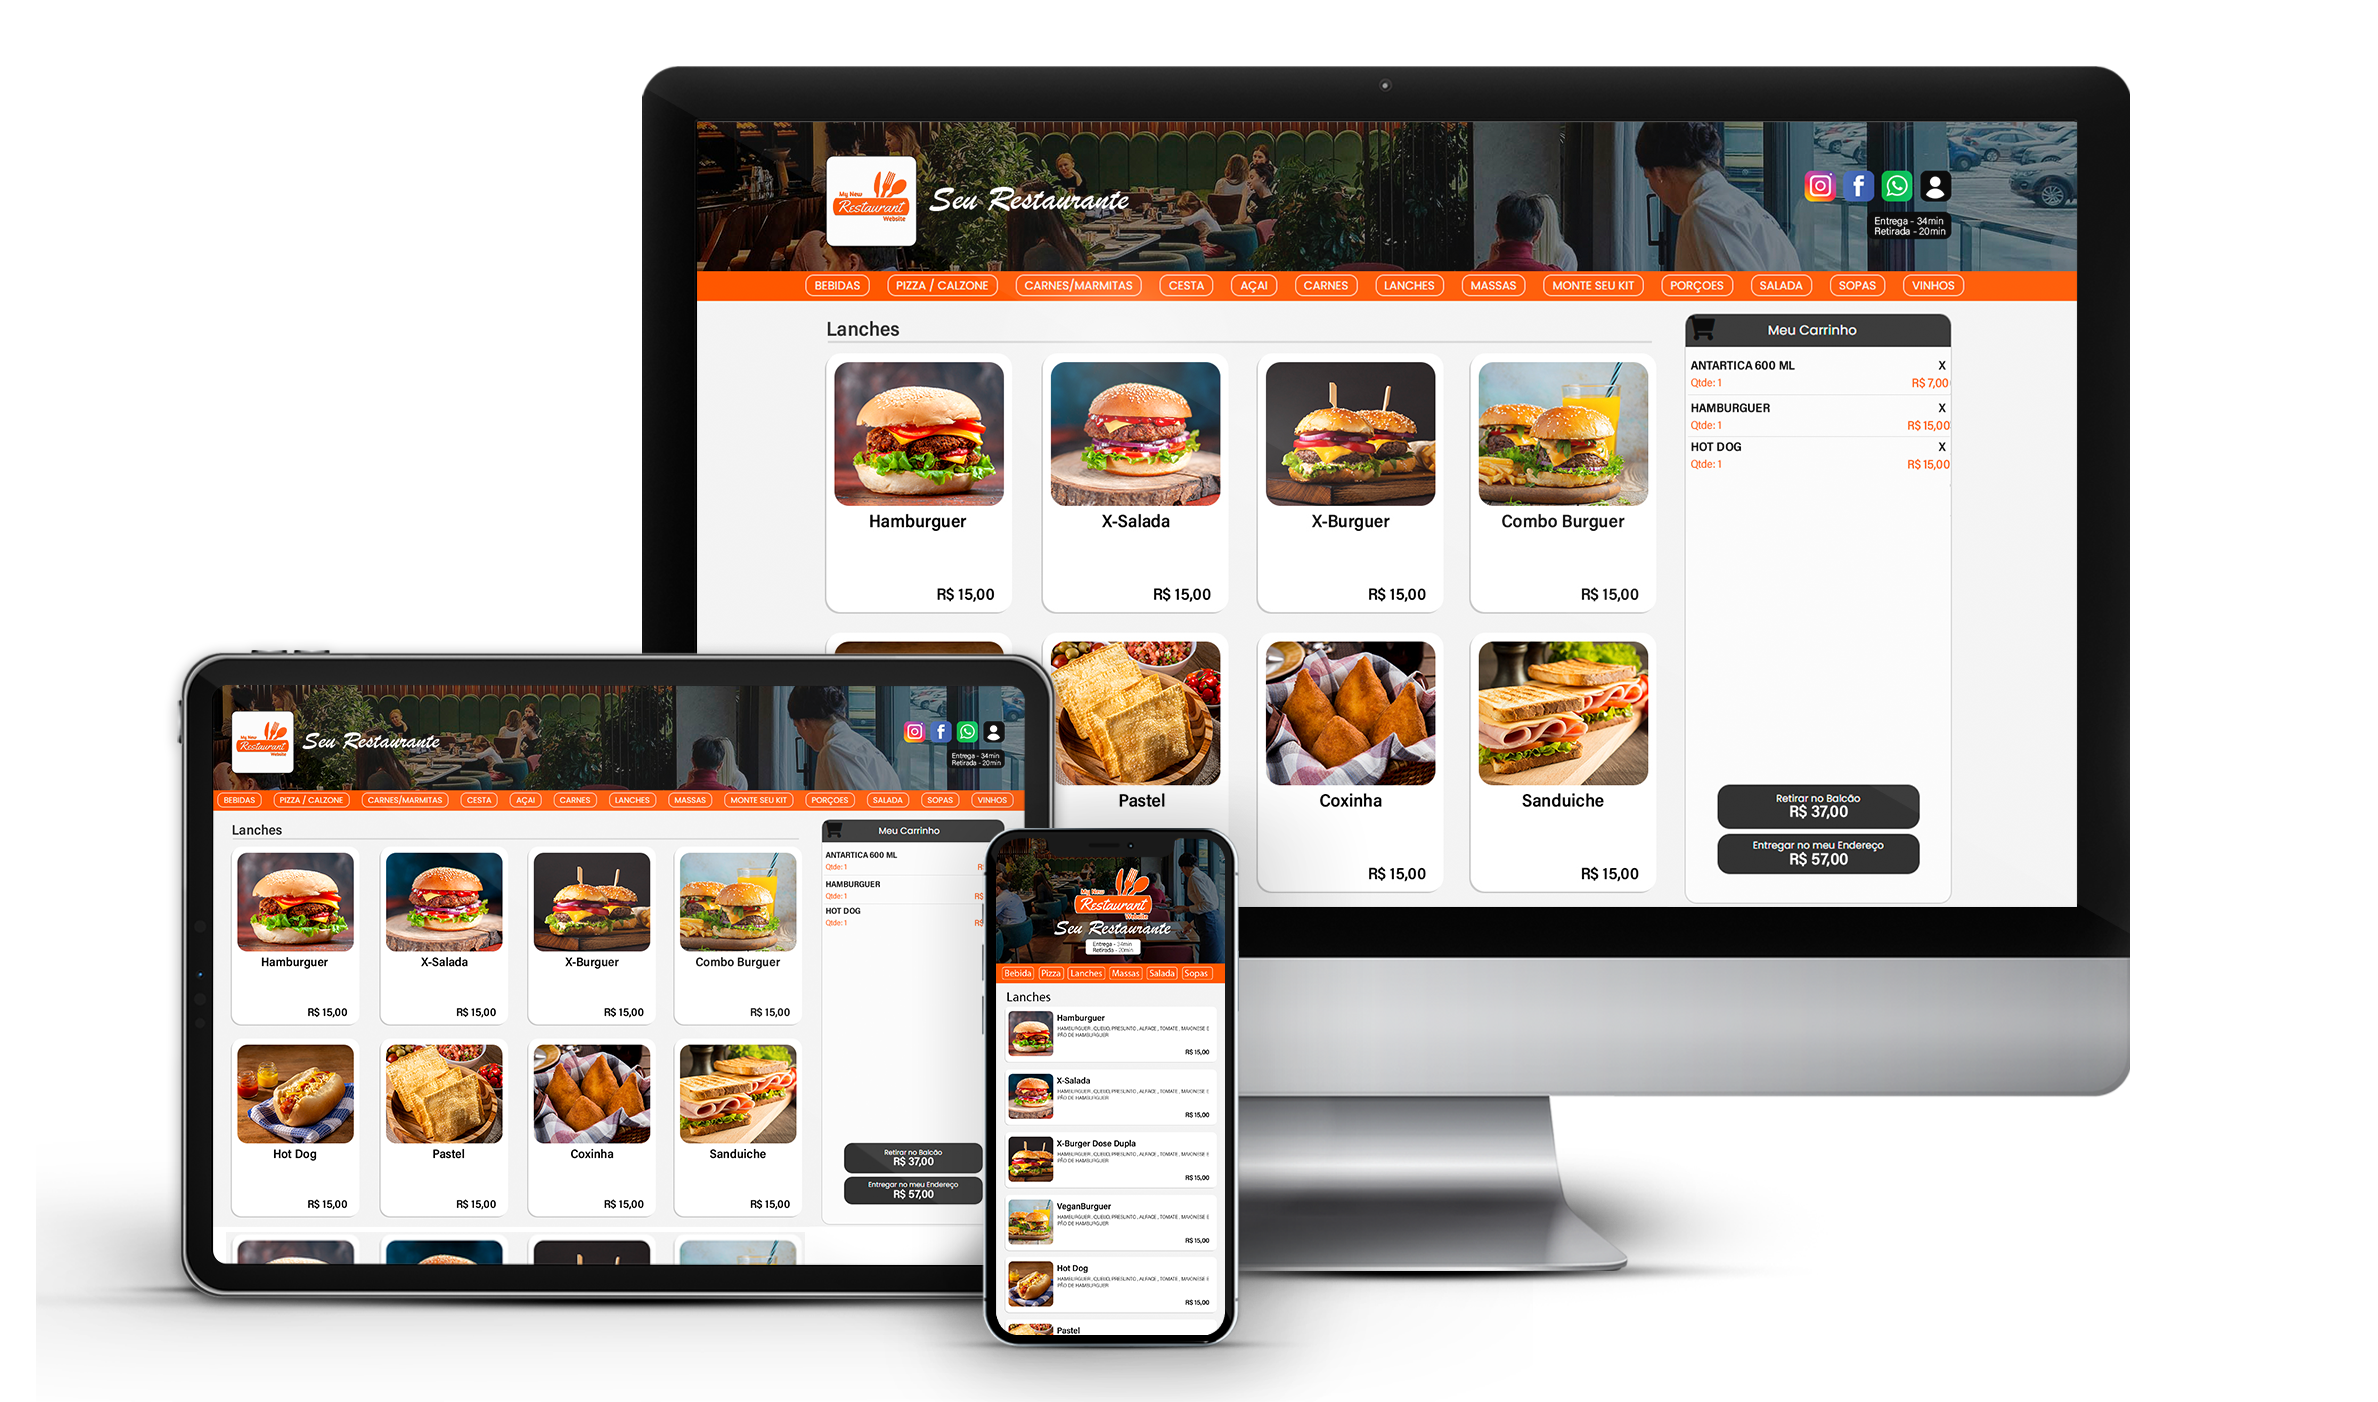 My New
Restaurant
Website
Seu Restaurante
Entrega - 34min
Retirada - 20min
BEBIDAS
PIZZA / CALZONE
CARNES/MARMITAS
CESTA
AÇAI
CARNES
LANCHES
MASSAS
MONTE SEU KIT
PORÇOES
SALADA
SOPAS
VINHOS
Lanches
Hamburguer
R$ 15,00
X-Salada
R$ 15,00
X-Burguer
R$ 15,00
Combo Burguer
R$ 15,00
Pastel
Coxinha
R$ 15,00
Sanduiche
R$ 15,00
Meu Carrinho
ANTARTICA 600 ML X
Qtde: 1 R$ 7,00
HAMBURGUER X
Qtde: 1 R$ 15,00
HOT DOG X
Qtde: 1 R$ 15,00
Retirar no Balcão
R$ 37,00
Entregar no meu Endereço
R$ 57,00
My New
Restaurant
Website
Seu Restaurante
Entrega - 34min
Retirada - 20min
BEBIDAS
PIZZA / CALZONE
CARNES/MARMITAS
CESTA
AÇAI
CARNES
LANCHES
MASSAS
MONTE SEU KIT
PORÇOES
SALADA
SOPAS
VINHOS
Lanches
Hamburguer
R$ 15,00
X-Salada
R$ 15,00
X-Burguer
R$ 15,00
Combo Burguer
R$ 15,00
Hot Dog
R$ 15,00
Pastel
R$ 15,00
Coxinha
R$ 15,00
Sanduiche
R$ 15,00
Meu Carrinho
ANTARTICA 600 ML
Qtde: 1 R$
HAMBURGUER
Qtde: 1 R$
HOT DOG
Qtde: 1 R$
Retirar no Balcão
R$ 37,00
Entregar no meu Endereço
R$ 57,00
My New
Restaurant
Website
Seu Restaurante
Entrega - 34min
Retirada - 20min
Bebida
Pizza
Lanches
Massas
Salada
Sopas
Lanches
Hamburguer
HAMBURGUER , QUEIJO, PRESUNTO , ALFACE , TOMATE , MAIONESE E
PÃO DE HAMBURGUER
R$ 15,00
X-Salada
HAMBURGUER , QUEIJO, PRESUNTO , ALFACE , TOMATE , MAIONESE E
PÃO DE HAMBURGUER
R$ 15,00
X-Burger Dose Dupla
HAMBURGUER , QUEIJO, PRESUNTO , ALFACE , TOMATE , MAIONESE E
PÃO DE HAMBURGUER
R$ 15,00
VeganBurguer
HAMBURGUER , QUEIJO, PRESUNTO , ALFACE , TOMATE , MAIONESE E
PÃO DE HAMBURGUER
R$ 15,00
Hot Dog
HAMBURGUER , QUEIJO, PRESUNTO , ALFACE , TOMATE , MAIONESE E
PÃO DE HAMBURGUER
R$ 15,00
Pastel